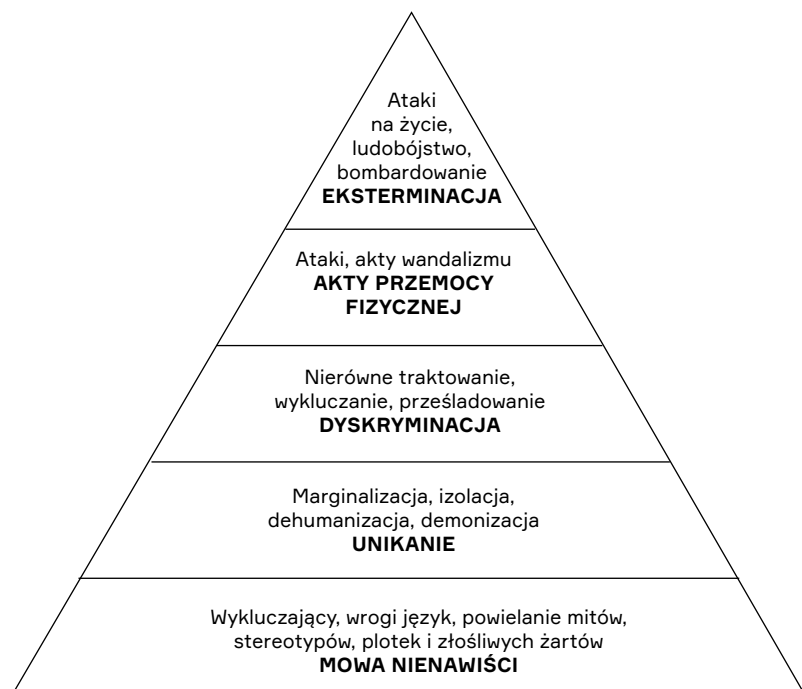 Ataki
na życie,
ludobójstwo,
bombardowanie
EKSTERMINACJA
Ataki, akty wandalizmu
AKTY PRZEMOCY
FIZYCZNEJ
Nierówne traktowanie,
wykluczanie, prześladowanie
DYSKRYMINACJA
Marginalizacja, izolacja,
dehumanizacja, demonizacja
UNIKANIE
Wykluczający, wrogi język, powielanie mitów,
stereotypów, plotek i złośliwych żartów
MOWA NIENAWIŚCI